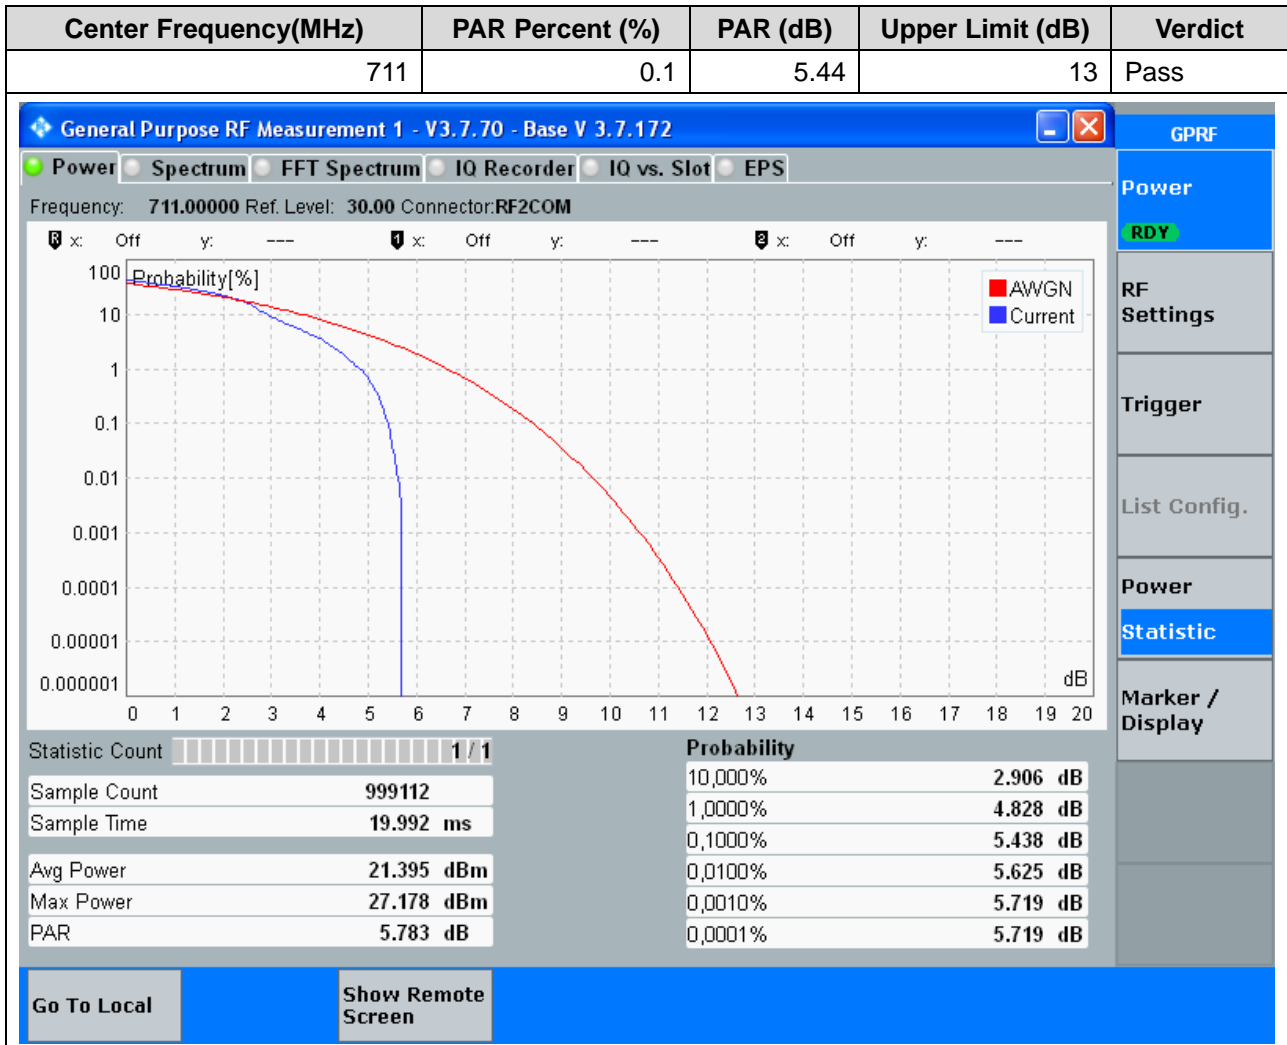 Center Frequency(MHz) PAR Percent (%) PAR (dB) Upper Limit (dB) Verdict
711 0.1 5.44 13 Pass
General Purpose RF Measurement 1 - V3.7.70 - Base V 3.7.172
GPRF
Power Spectrum FFT Spectrum IQ Recorder IQ vs. Slot EPS
Frequency: 711.00000 Ref. Level: 30.00 Connector:RF2COM
R x: Off y: --- 1 x: Off y: --- 2 x: Off y: ---
Probability[%]
100
10
1
0.1
0.01
0.001
0.0001
0.00001
0.000001
AWGN
Current
dB
0 1 2 3 4 5 6 7 8 9 10 11 12 13 14 15 16 17 18 19 20
Statistic Count 1 / 1
Sample Count 999112
Sample Time 19.992 ms
Avg Power 21.395 dBm
Max Power 27.178 dBm
PAR 5.783 dB
Probability
10,000% 2.906 dB
1,0000% 4.828 dB
0,1000% 5.438 dB
0,0100% 5.625 dB
0,0010% 5.719 dB
0,0001% 5.719 dB
Power
RDY
RF
Settings
Trigger
List Config.
Power
Statistic
Marker /
Display
Go To Local
Show Remote
Screen